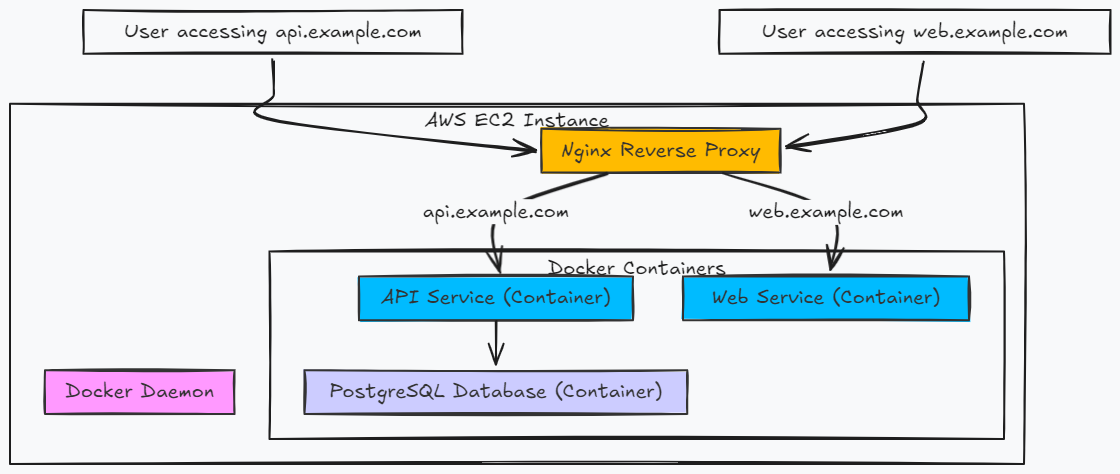 User accessing api.example.com
User accessing web.example.com
AWS EC2 Instance
Nginx Reverse Proxy
api.example.com
web.example.com
Docker Containers
API Service (Container)
Web Service (Container)
Docker Daemon
PostgreSQL Database (Container)